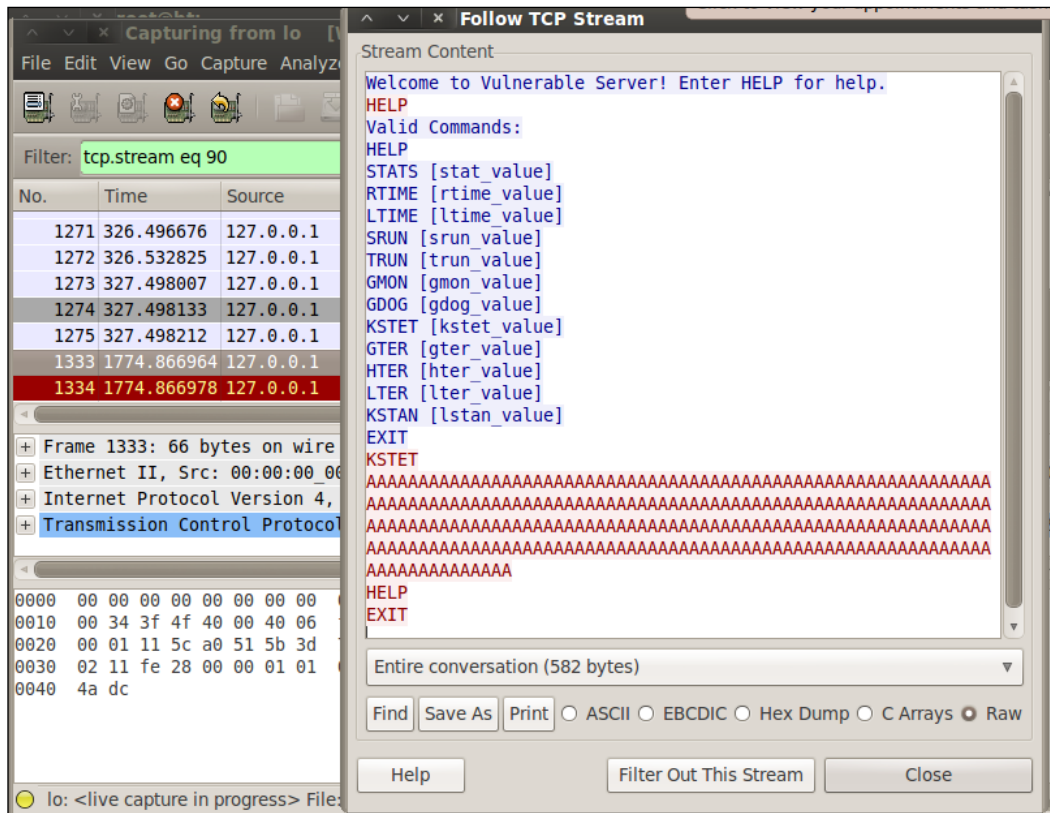 Capturing from lo
File Edit View Go Capture Analyze
Filter: tcp.stream eq 90
No. Time Source
1271 326.496676 127.0.0.1
1272 326.532825 127.0.0.1
1273 327.498007 127.0.0.1
1274 327.498133 127.0.0.1
1275 327.498212 127.0.0.1
1333 1774.866964 127.0.0.1
1334 1774.866978 127.0.0.1
Frame 1333: 66 bytes on wire
Ethernet II, Src: 00:00:00_00
Internet Protocol Version 4,
Transmission Control Protocol
0000 00 00 00 00 00 00 00 00
0010 00 34 3f 4f 40 00 40 06
0020 00 01 11 5c a0 51 5b 3d
0030 02 11 fe 28 00 00 01 01
0040 4a dc
lo: <live capture in progress> File:
Follow TCP Stream
Stream Content
Welcome to Vulnerable Server! Enter HELP for help.
HELP
Valid Commands:
HELP
STATS [stat_value]
RTIME [rtime_value]
LTIME [ltime_value]
SRUN [srun_value]
TRUN [trun_value]
GMON [gmon_value]
GDOG [gdog_value]
KSTET [kstet_value]
GTER [gter_value]
HTER [hter_value]
LTER [lter_value]
KSTAN [lstan_value]
EXIT
KSTET
AAAAAAAAAAAAAAAAAAAAAAAAAAAAAAAAAAAAAAAAAAAAAAAAAAAAAAAAAAAA
AAAAAAAAAAAAAAAAAAAAAAAAAAAAAAAAAAAAAAAAAAAAAAAAAAAAAAAAAAAA
AAAAAAAAAAAAAAAAAAAAAAAAAAAAAAAAAAAAAAAAAAAAAAAAAAAAAAAAAAAA
AAAAAAAAAAAAAAAAAAAAAAAAAAAAAAAAAAAAAAAAAAAAAAAAAAAAAAAAAAAA
AAAAAAAAAAAAAA
HELP
EXIT
Entire conversation (582 bytes)
Find Save As Print ASCII EBCDIC Hex Dump C Arrays Raw
Help Filter Out This Stream Close